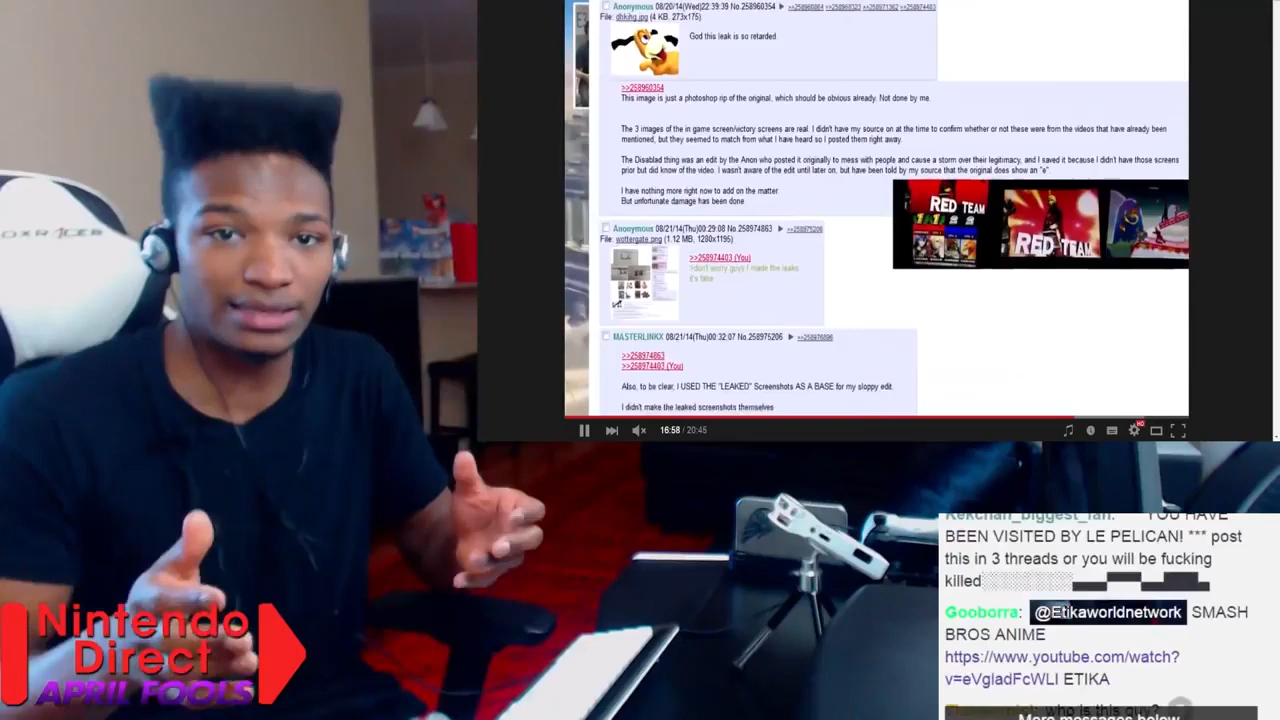 Anonymous 08/20/14(Wed)22:39:39 No.258960354
File: dhkihg.jpg (4 KB, 273x175)
God this leak is so retarded
>>258960354
This image is just a photoshop rip of the original, which should be obvious already. Not done by me.
The 3 images of the in game screen/victory screens are real. I didn't have my source on at the time to confirm whether or not these were from the videos that have already been
mentioned, but they seemed to match from what I have heard so I posted them right away.
The Disablad thing was an edit by the Anon who posted it originally to mess with people and cause a storm over their legitimacy, and I saved it because I didn't have those screens
prior but did know of the video. I wasn't aware of the edit until later on, but have been told by my source that the original does show an "e".
I have nothing more right now to add on the matter.
But unfortunate damage has been done
RED TEAM
RED TEAM
Anonymous 08/21/14(Thu)00:29:08 No.258974863 >>258975206
File: wottergate.png (1.12 MB, 1280x1195)
>>258974403 (You)
>don't worry guys I made the leaks
it's fake
MASTERLINKX 08/21/14(Thu)00:32:07 No.258975206
>>258974863
>>258974403 (You)
Also, to be clear, I USED THE "LEAKED" Screenshots AS A BASE for my sloppy edit.
I didn't make the leaked screenshots themselves
16:58 / 20:45
HD
Nintendo
Direct
APRIL FOOLS
Kekchan_biggest_fan: YOU HAVE
BEEN VISITED BY LE PELICAN! *** post
this in 3 threads or you will be fucking
killed
Gooborra: @Etikaworldnetwork SMASH
BROS ANIME
https://www.youtube.com/watch?
v=eVgladFcWLI ETIKA
who is this guy?
More messages below